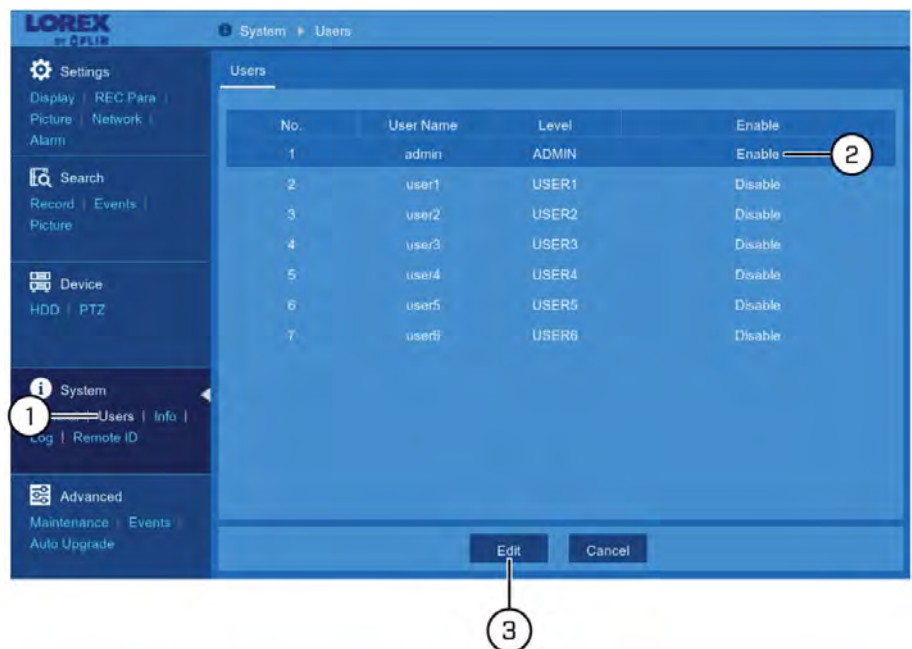 LOREX
BY FLIR
System ▸ Users
Settings
Display | REC Para |
Picture | Network |
Alarm
Search
Record | Events |
Picture
Device
HDD | PTZ
System
Users | Info |
Log | Remote ID
Advanced
Maintenance | Events |
Auto Upgrade
Users
No. User Name Level Enable
1 admin ADMIN Enable
2 user1 USER1 Disable
3 user2 USER2 Disable
4 user3 USER3 Disable
5 user4 USER4 Disable
6 user5 USER5 Disable
7 user6 USER6 Disable
Edit Cancel
1
2
3